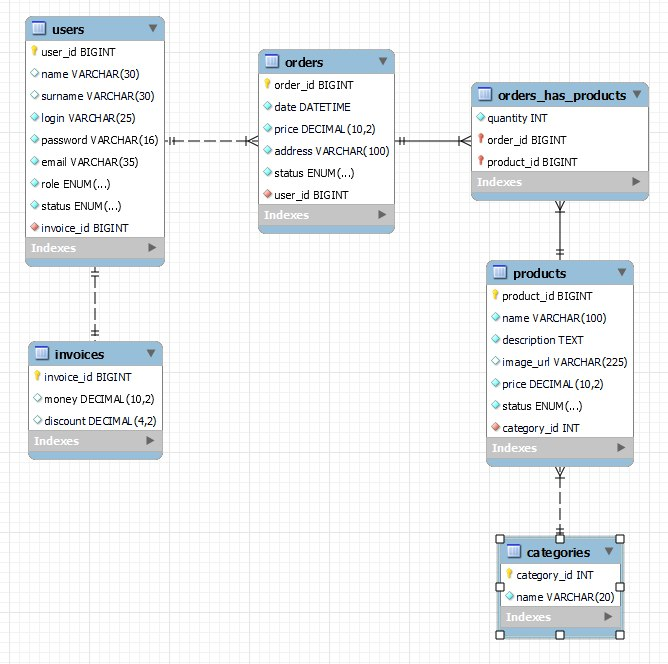 users
user_id BIGINT
name VARCHAR(30)
surname VARCHAR(30)
login VARCHAR(25)
password VARCHAR(16)
email VARCHAR(35)
role ENUM(...)
status ENUM(...)
invoice_id BIGINT
Indexes
orders
order_id BIGINT
date DATETIME
price DECIMAL(10,2)
address VARCHAR(100)
status ENUM(...)
user_id BIGINT
Indexes
orders_has_products
quantity INT
order_id BIGINT
product_id BIGINT
Indexes
invoices
invoice_id BIGINT
money DECIMAL(10,2)
discount DECIMAL(4,2)
Indexes
products
product_id BIGINT
name VARCHAR(100)
description TEXT
image_url VARCHAR(225)
price DECIMAL(10,2)
status ENUM(...)
category_id INT
Indexes
categories
category_id INT
name VARCHAR(20)
Indexes